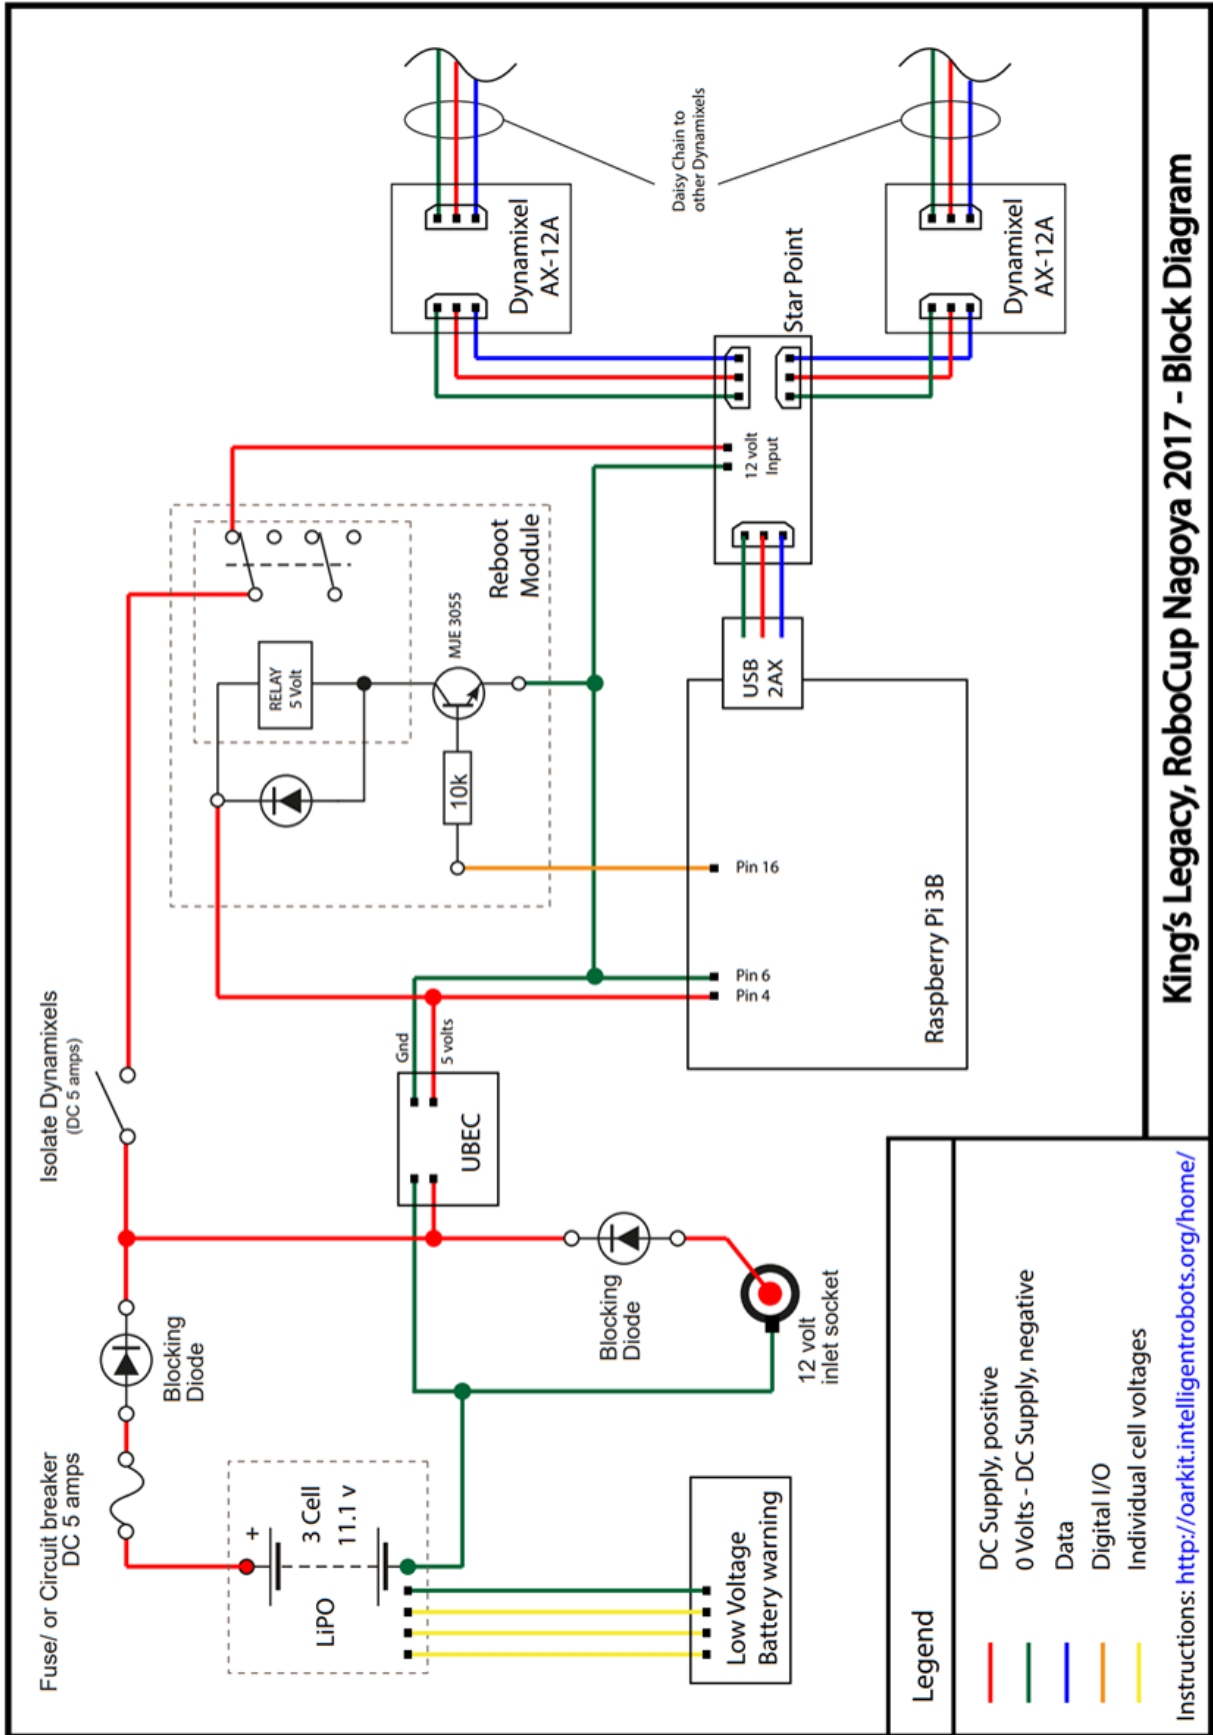 Fuse/ or Circuit breaker
DC 5 amps
Isolate Dynamixels
(DC 5 amps)
Blocking
Diode
+
3 Cell
11.1 v
LiPO
Low Voltage
Battery warning
Blocking
Diode
12 volt
inlet socket
UBEC
Gnd
5 volts
RELAY
5 Volt
10k
MJE 3055
Reboot
Module
Pin 16
Pin 6
Pin 4
Raspberry Pi 3B
USB
2AX
12 volt
Input
Star Point
Dynamixel
AX-12A
Daisy Chain to
other Dynamixels
Dynamixel
AX-12A
Legend
DC Supply, positive
0 Volts - DC Supply, negative
Data
Digital I/O
Individual cell voltages
Instructions: http://oarkit.intelligentrobots.org/home/
King's Legacy, RoboCup Nagoya 2017 - Block Diagram